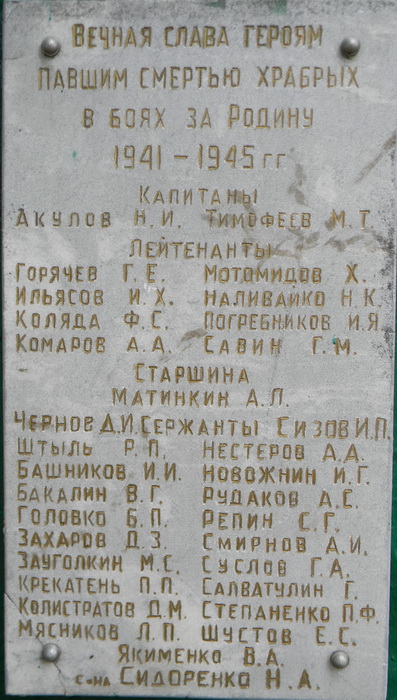 Вечная слава героям
павшим смертью храбрых
в боях за Родину
1941 – 1945 гг
Капитаны
Акулов Н. И. Тимофеев М. Т
Лейтенанты
Горячев Г. Е. Мотомидов Х.
Ильясов И. Х. Наливайко Н. К.
Коляда Ф. С. Погребников И. Я
Комаров А. А. Савин Г. М.
Старшина
Матинкин А. П.
Чернов Д. И. Сержанты Сизов И. П.
Штыль Р. П. Нестеров А. Д.
Башников И. И. Новожнин И. Г.
Бакалин В. Г. Рудаков А. С.
Головко Б. П. Репин С. Г.
Захаров Д. З. Смирнов А. И.
Зауголкин М. С. Суслов Г. А.
Крекатень П. П. Салватулин Г.
Колистратов Д. М. Степаненко П. Ф.
Мясников Л. П. Шустов Е. С.
Якименко В. А.
с-на Сидоренко Н. А.